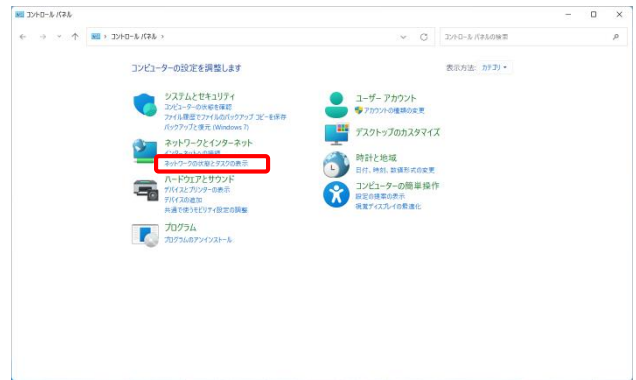 コントロール パネル
コントロール パネル
コントロール パネルの検索
コンピューターの設定を調整します
表示方法: カテゴリ
システムとセキュリティ
コンピューターの状態を確認
ファイル履歴でファイルのバックアップ コピーを保存
バックアップと復元 (Windows 7)
ネットワークとインターネット
インターネットへの接続
ネットワークの状態とタスクの表示
ハードウェアとサウンド
デバイスとプリンターの表示
デバイスの追加
共通で使うモビリティ設定の調整
プログラム
プログラムのアンインストール
ユーザー アカウント
アカウントの種類の変更
デスクトップのカスタマイズ
時計と地域
日付、時刻、数値形式の変更
コンピューターの簡単操作
設定の提案の表示
視覚ディスプレイの最適化